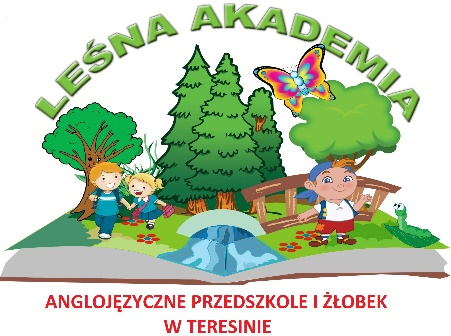 LEŚNA AKADEMIA
ANGLOJĘZYCZNE PRZEDSZKOLE I ŻŁOBEK
W TERESINIE